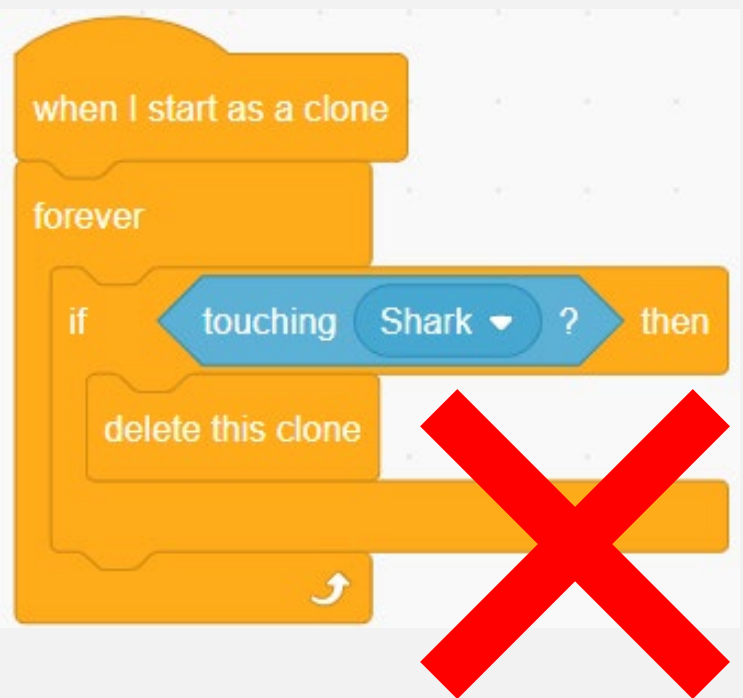 when I start as a clone
forever
if touching Shark ? then
delete this clone